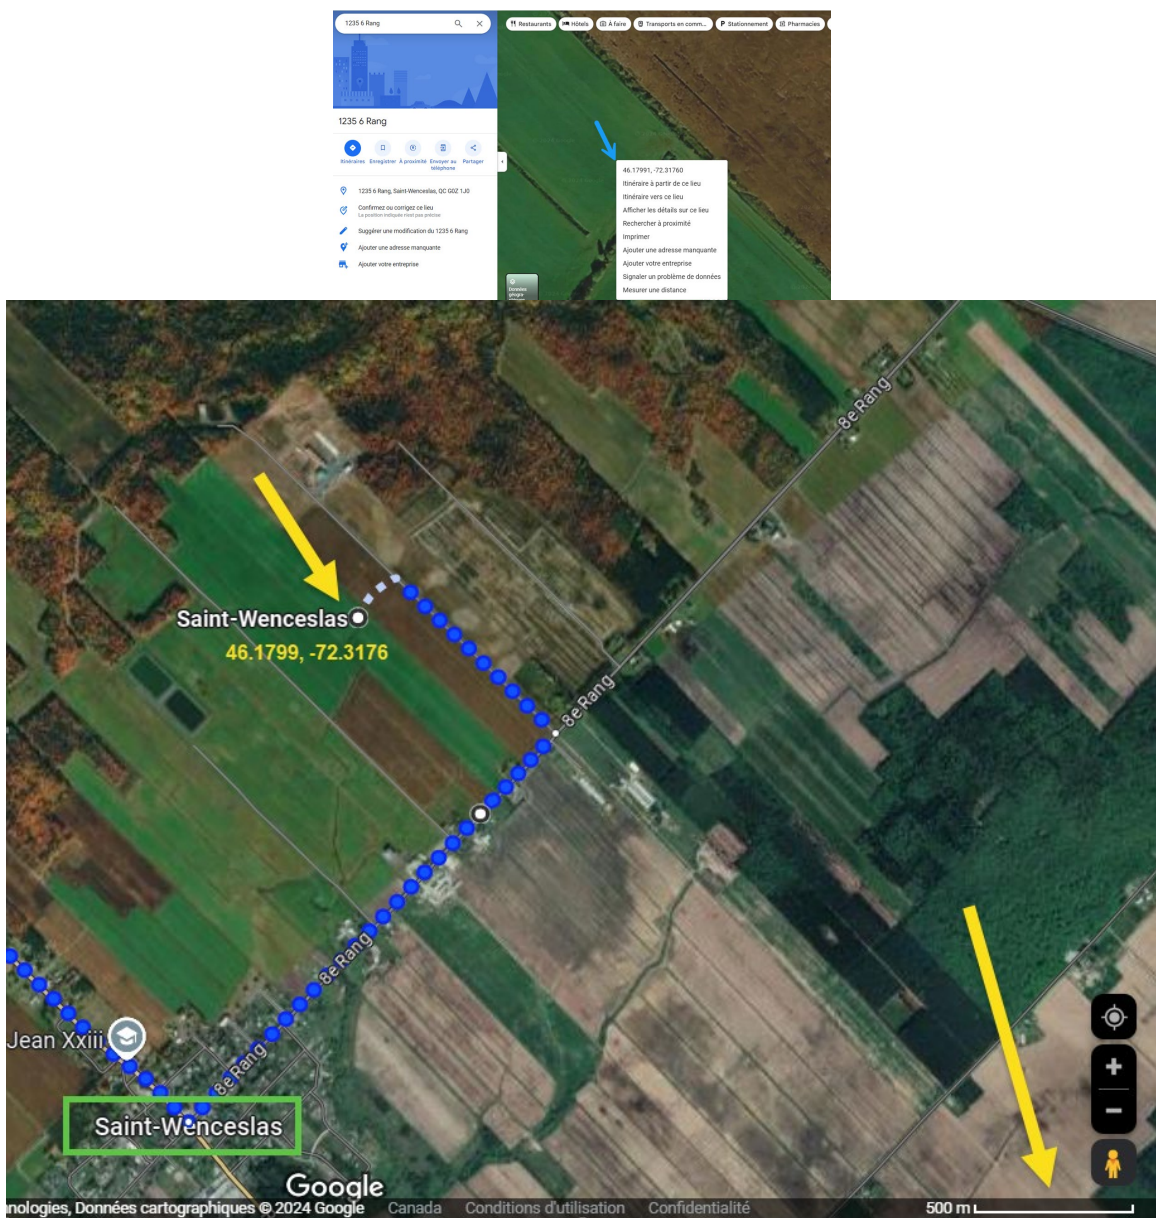 1235 6 Rang
Restaurants
Hôtels
À faire
Transports en comm...
P Stationnement
Pharmacies
1235 6 Rang
Itinéraires
Enregistrer
À proximité
Envoyer au
téléphone
Partager
1235 6 Rang, Saint-Wenceslas, QC G0Z 1J0
Confirmez ou corrigez ce lieu
La position indiquée n'est pas précise
Suggérer une modification du 1235 6 Rang
Ajouter une adresse manquante
Ajouter votre entreprise
46.17991, -72.31760
Itinéraire à partir de ce lieu
Itinéraire vers ce lieu
Afficher les détails sur ce lieu
Rechercher à proximité
Imprimer
Ajouter une adresse manquante
Ajouter votre entreprise
Signaler un problème de données
Mesurer une distance
Données
géogra
8e Rang
Saint-Wenceslas
46.1799, -72.3176
8e Rang
8e Rang
Jean Xxiii
8e Rang
Saint-Wenceslas
Google
nologies, Données cartographiques © 2024 Google
Canada
Conditions d'utilisation
Confidentialité
500 m